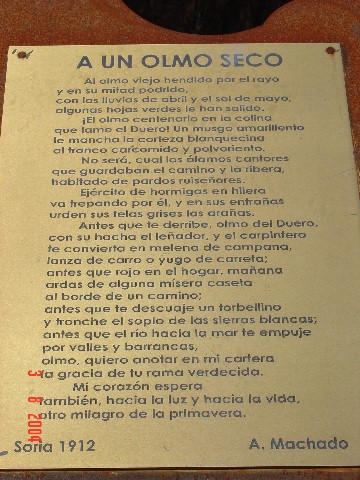 A UN OLMO SECO
Al olmo viejo hendido por el rayo
y en su mitad podrido,
con las lluvias de abril y el sol de mayo,
algunas hojas verdes le han salido.
¡El olmo centenario en la colina
que lame el Duero! Un musgo amarillento
le mancha la corteza blanquecina
al tronco carcomido y polvoriento.
No será, cual los álamos cantores
que guardaban el camino y la ribera,
habitado de pardos ruiseñores.
Ejército de hormigas en hilera
va trepando por él, y en sus entrañas
urden sus telas grises las arañas.
Antes que te derribe, olmo del Duero,
con su hacha el leñador, y el carpintero
te convierta en melena de campana,
lanza de carro o yugo de carreta;
antes que rojo en el hogar, mañana
ardas de alguna mísera caseta
al borde de un camino;
antes que te descuaje un torbellino
y tronche el soplo de las sierras blancas;
antes que el río hacia la mar te empuje
por valles y barrancas,
olmo, quiero anotar en mi cartera
la gracia de tu rama verdecida.
Mi corazón espera
también, hacia la luz y hacia la vida,
otro milagro de la primavera.
Soria 1912 A. Machado
3 6 2004